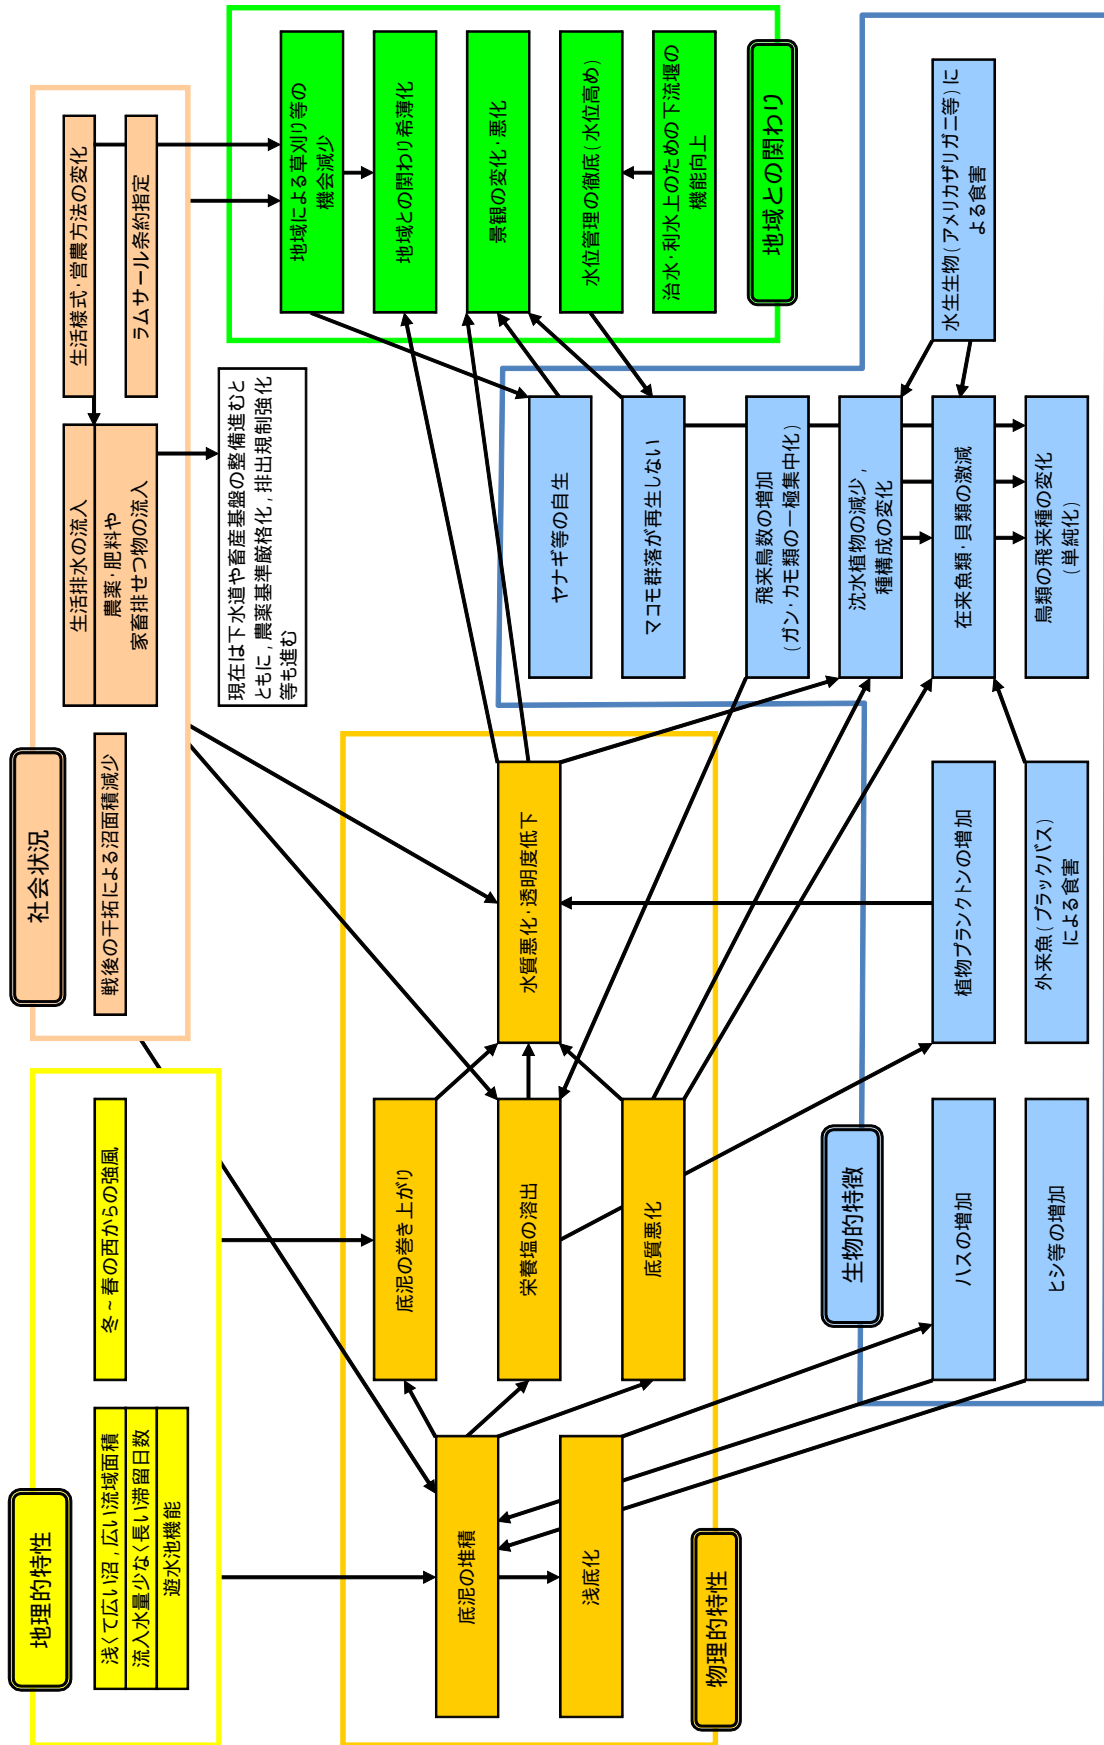 地理的特性
浅くて広い沼，広い流域面積
流入水量少なく長い滞留日数
遊水池機能
冬～春の西からの強風
社会状況
戦後の干拓による沼面積減少
生活排水の流入
農薬・肥料や
家畜排せつ物の流入
生活様式・営農方法の変化
ラムサール条約指定
現在は下水道や畜産基盤の整備進むと
ともに，農薬基準厳格化，排出規制強化
等も進む
物理的特性
底泥の堆積
浅底化
底泥の巻き上がり
栄養塩の溶出
底質悪化
水質悪化・透明度低下
地域との関わり
地域による草刈り等の
機会減少
地域との関わり希薄化
景観の変化・悪化
水位管理の徹底（水位高め）
治水・利水上のための下流堰の
機能向上
生物的特徴
ハスの増加
ヒシ等の増加
植物プランクトンの増加
外来魚（ブラックバス）
による食害
ヤナギ等の自生
マコモ群落が再生しない
飛来鳥数の増加
（ガン・カモ類の一極集中化）
沈水植物の減少，
種構成の変化
在来魚類・貝類の激減
鳥類の飛来種の変化
（単純化）
水生生物（アメリカザリガニ等）に
よる食害